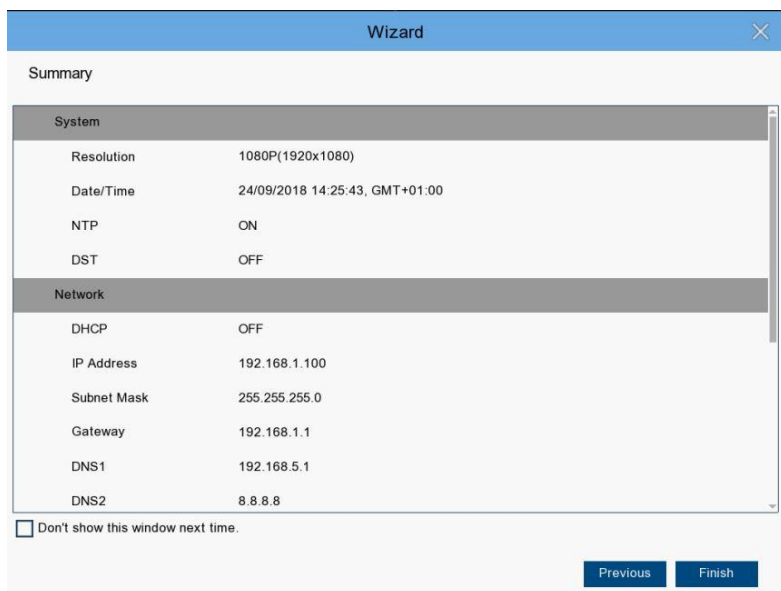 Wizard
Summary
System
Resolution 1080P(1920x1080)
Date/Time 24/09/2018 14:25:43, GMT+01:00
NTP ON
DST OFF
Network
DHCP OFF
IP Address 192.168.1.100
Subnet Mask 255.255.255.0
Gateway 192.168.1.1
DNS1 192.168.5.1
DNS2 8.8.8.8
Don't show this window next time.
Previous Finish